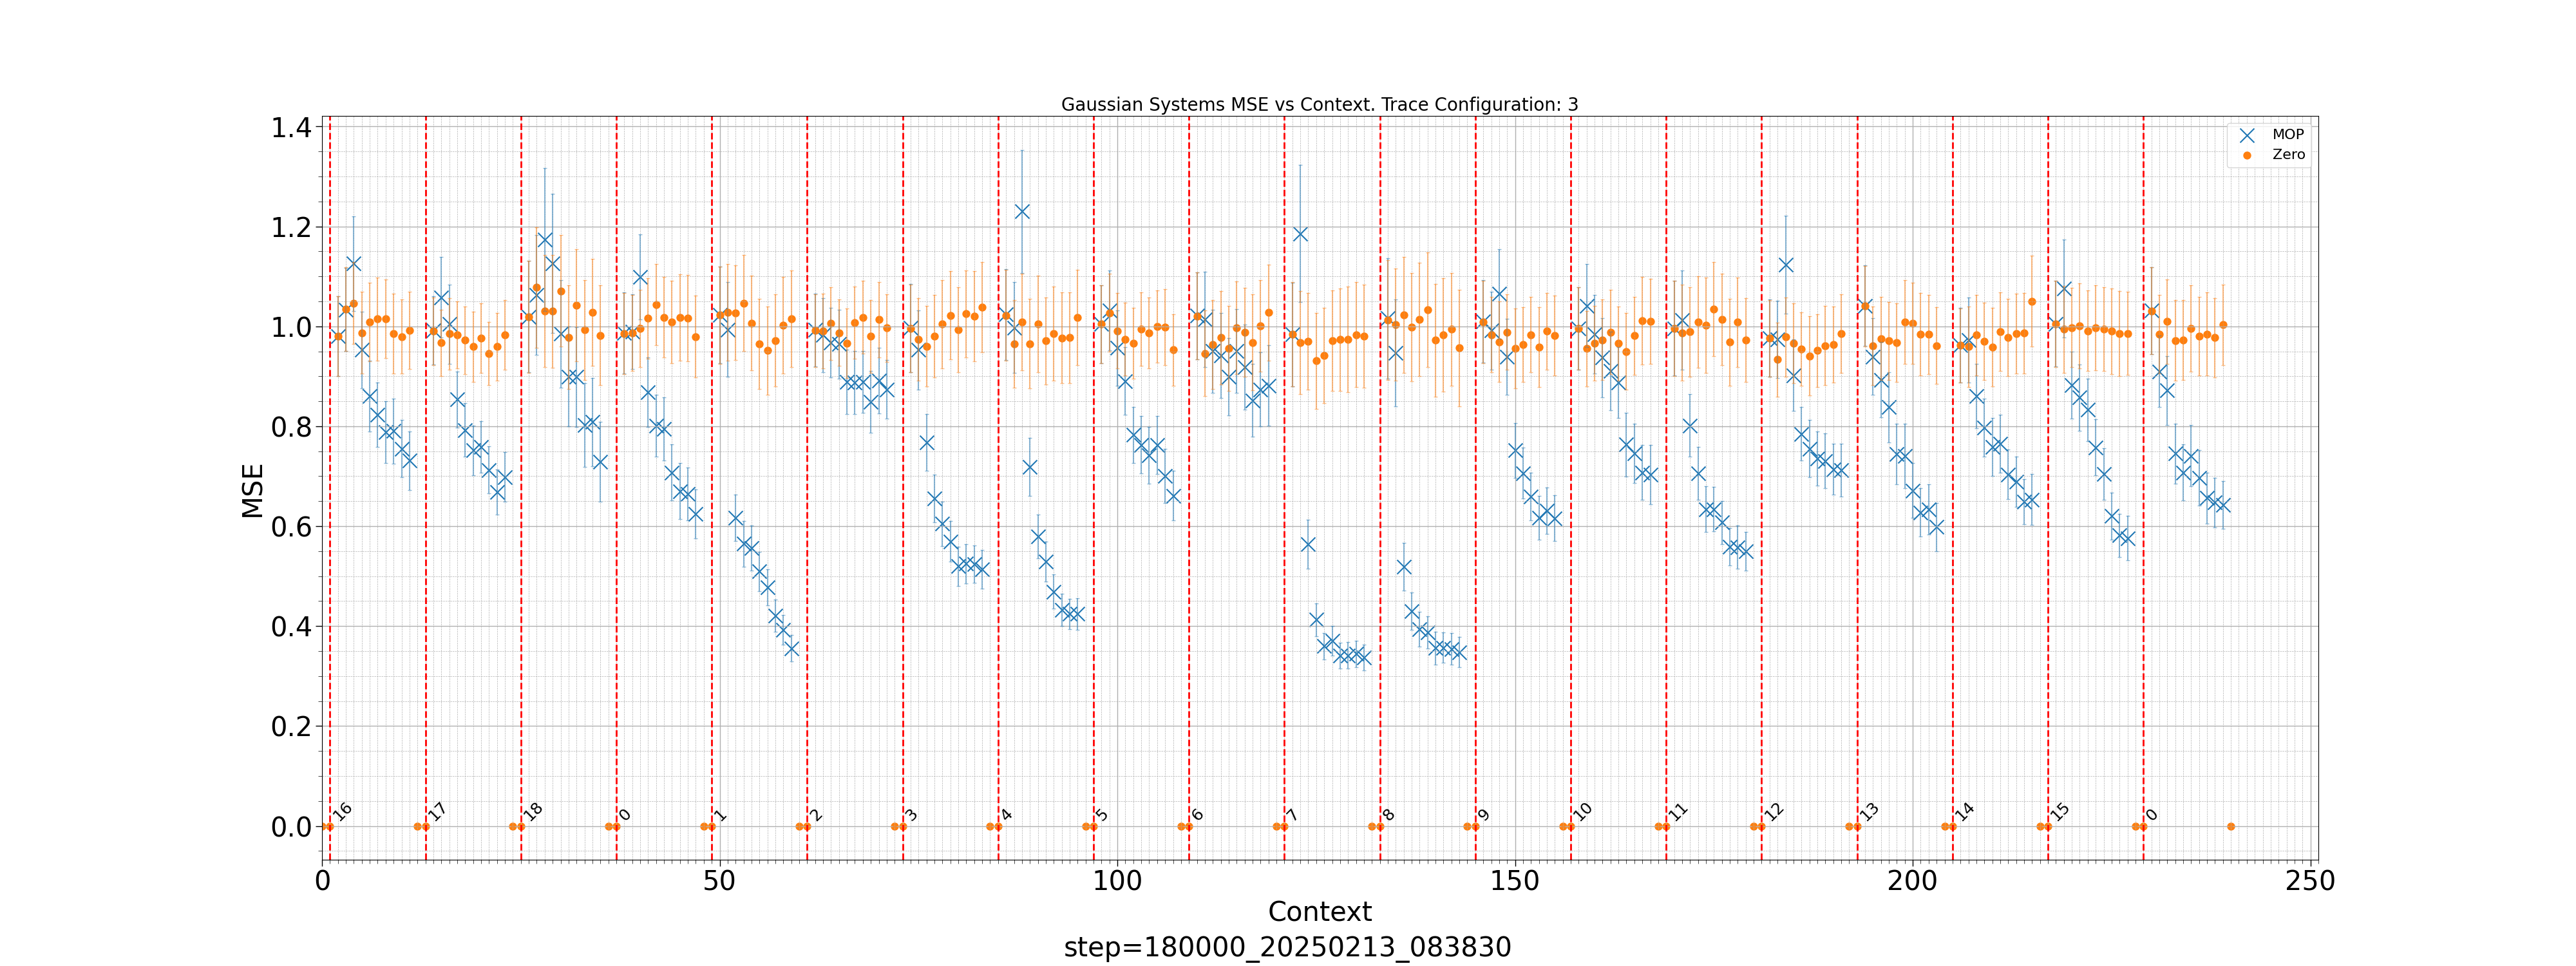 Gaussian Systems MSE vs Context. Trace Configuration: 3
MOP
Zero
MSE
1.4
1.2
1.0
0.8
0.6
0.4
0.2
0.0
16 17 18 0 1 2 3 4 5 6 7 8 9 10 11 12 13 14 15 0
0 50 100 150 200 250
Context
step=180000_20250213_083830